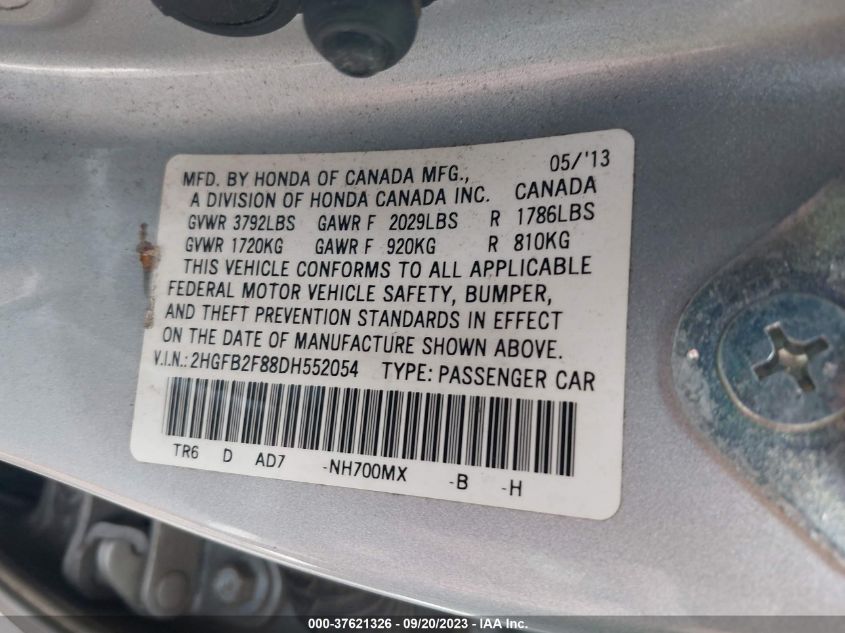 05/'13
MFD. BY HONDA OF CANADA MFG.,
A DIVISION OF HONDA CANADA INC. CANADA
GVWR 3792LBS GAWR F 2029LBS R 1786LBS
GVWR 1720KG GAWR F 920KG R 810KG
THIS VEHICLE CONFORMS TO ALL APPLICABLE
FEDERAL MOTOR VEHICLE SAFETY, BUMPER,
AND THEFT PREVENTION STANDARDS IN EFFECT
ON THE DATE OF MANUFACTURE SHOWN ABOVE.
V.I.N.: 2HGFB2F88DH552054 TYPE: PASSENGER CAR
TR6 D AD7 -NH700MX -B -H
000-37621326 - 09/20/2023 - IAA Inc.